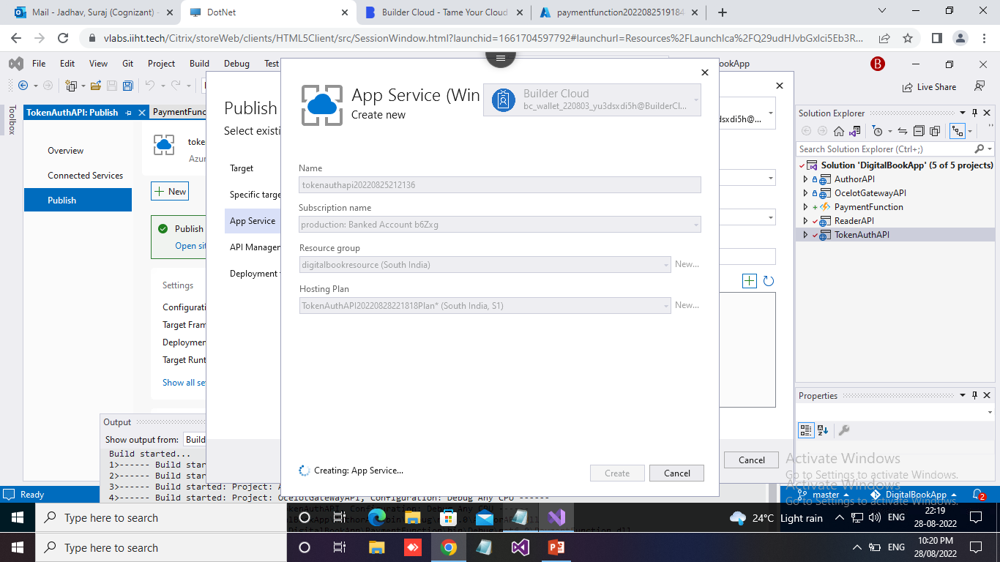 Mail - Jadhav, Suraj (Cognizant) -
DotNet
Builder Cloud - Tame Your Cloud
paymentfunction2022082519184
vlabs.iiht.tech/Citrix/storeWeb/clients/HTML5Client/src/SessionWindow.html?launchid=1661704597792#launchurl=Resources%2FLaunchIca%2FQ29udHJvbGxlci5Eb3R...
File Edit View Git Project Build Debug Test
ookApp
B
Live Share
Toolbox
TokenAuthAPI: Publish
PaymentFunc
Overview
Connected Services
Publish
toke
Azur
New
Publish
Open sit
Settings
Configurati
Target Fram
Deploymen
Target Runt
Show all se
Publish
Select existi
Target
Specific targe
App Service
API Managen
Deployment t
App Service (Win
Create new
Builder Cloud
bc_wallet_220803_yu3dsxdi5h@BuilderCl...
Name
tokenauthapi20220825212136
Subscription name
production: Banked Account b6Zxg
Resource group
digitalbookresource (South India)
New...
Hosting Plan
TokenAuthAPI20220828221818Plan* (South India, S1)
New...
Creating: App Service...
Create
Cancel
dsxdi5h@...
Cancel
Solution Explorer
Search Solution Explorer (Ctrl+;)
Solution 'DigitalBookApp' (5 of 5 projects)
AuthorAPI
OcelotGatewayAPI
PaymentFunction
ReaderAPI
TokenAuthAPI
Properties
Output
Show output from: Build
Build started...
1>------ Build star
2>------ Build star
3>------ Build started: Project: A
4>------ Build started: Project: OcelotGatewayAPI, Configuration: Debug Any CPU ------
Activate Windows
Go to Settings to activate Windows.
Activate Windows
Go to Settings to activate Windows.
Ready
master
DigitalBookApp
2
Type here to search
24°C Light rain
ENG
22:19
28-08-2022
Type here to search
ENG
10:20 PM
28/08/2022